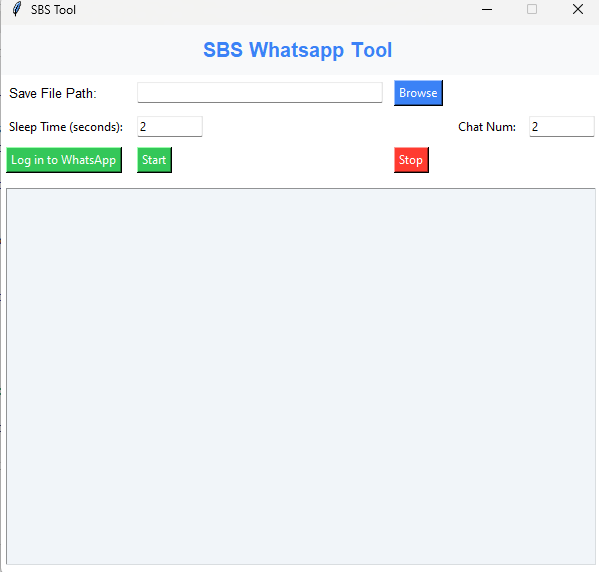 SBS Tool
SBS Whatsapp Tool
Save File Path: Browse
Sleep Time (seconds): 2 Chat Num: 2
Log in to WhatsApp Start Stop